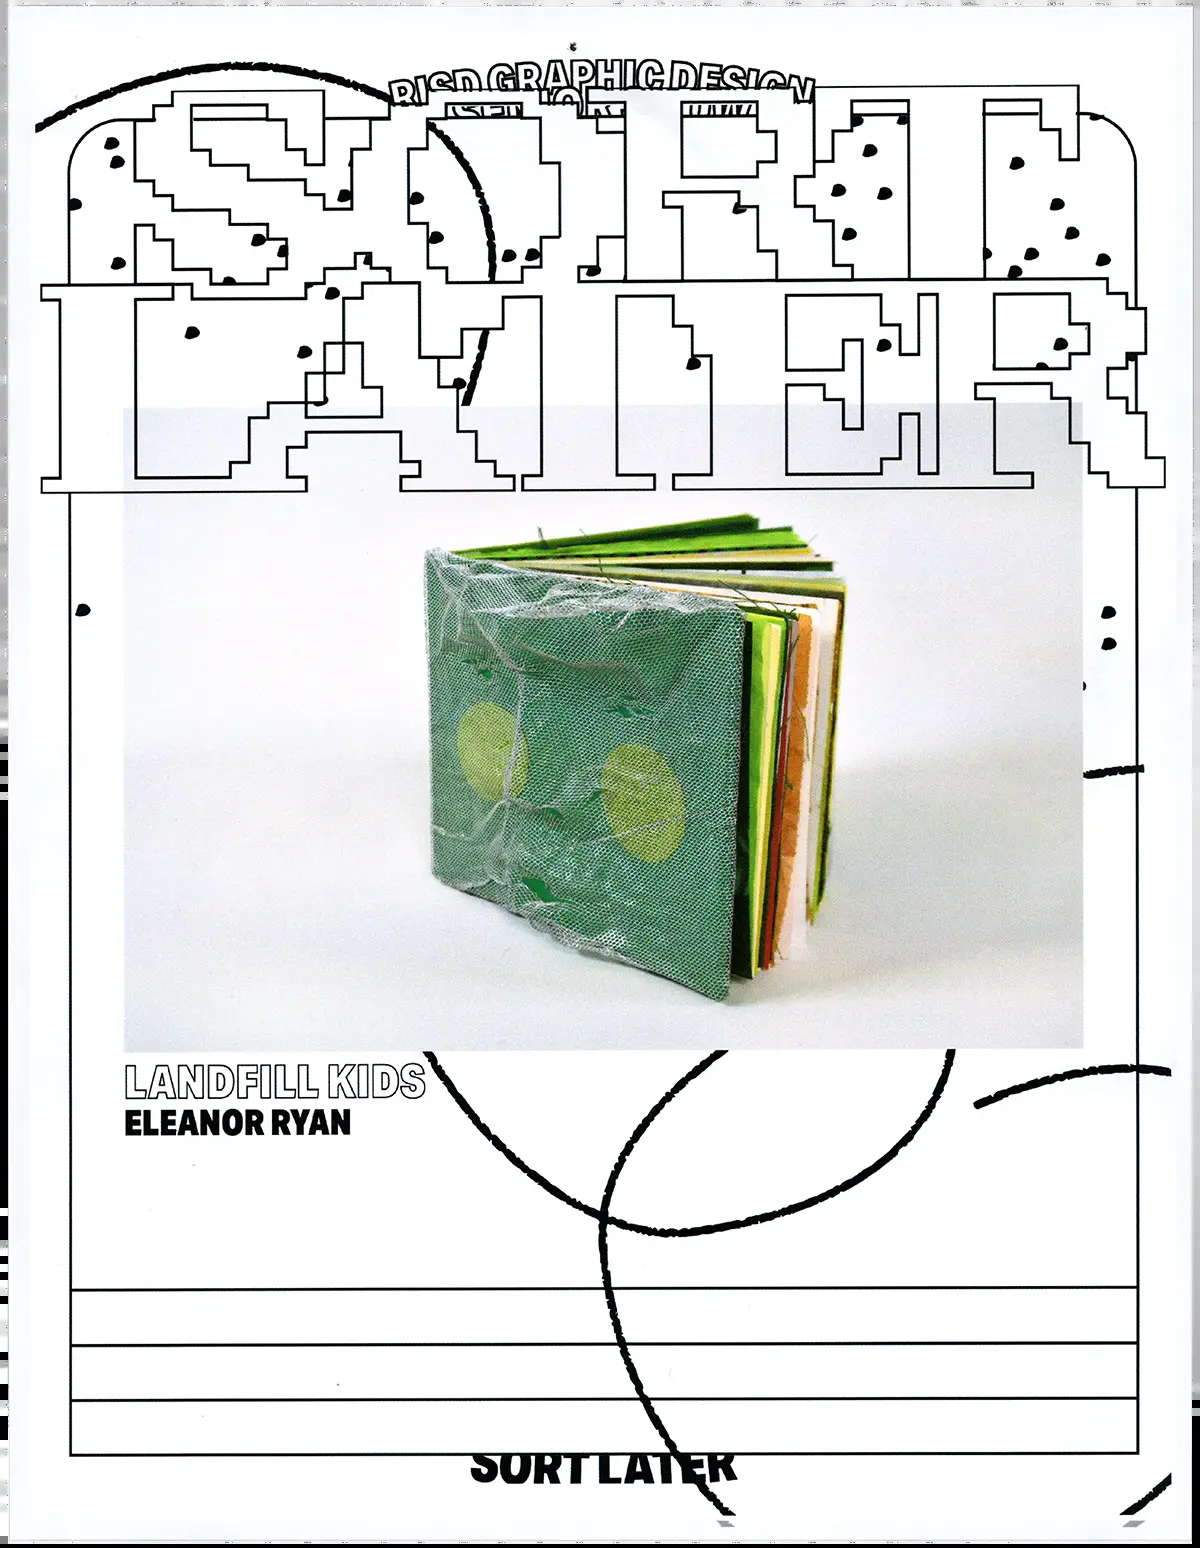 RISD GRAPHIC DESIGN
SORT
LATER
LANDFILL KIDS
ELEANOR RYAN
SORT LATER